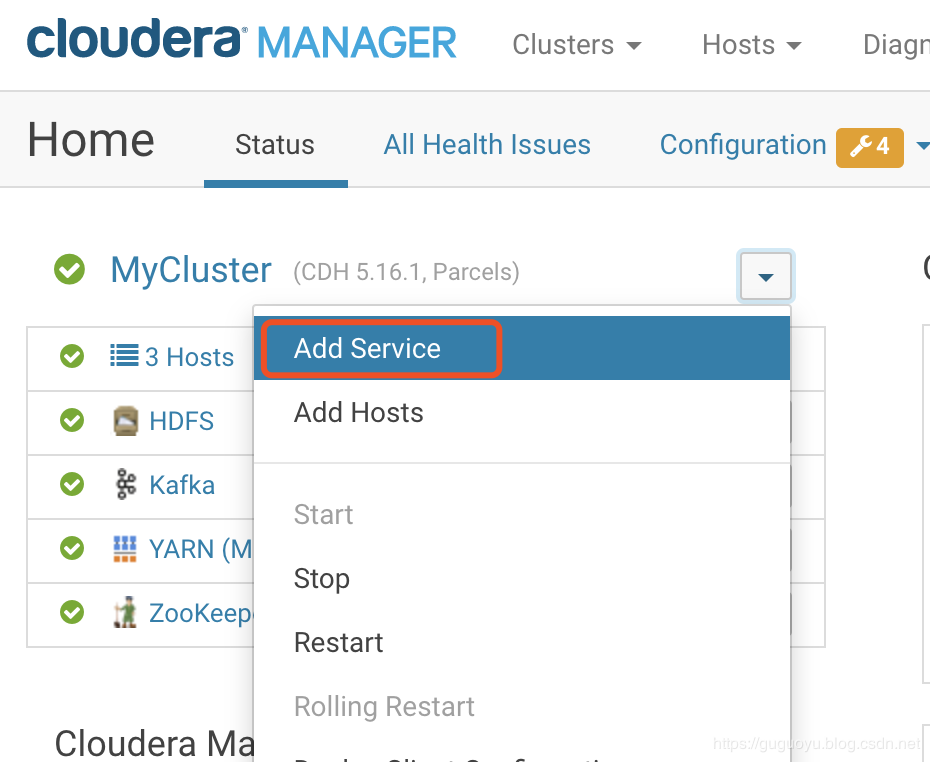 cloudera MANAGER Clusters Hosts Diagn
Home Status All Health Issues Configuration 4
MyCluster (CDH 5.16.1, Parcels)
Add Service
3 Hosts
Add Hosts
HDFS
Kafka
Start
YARN (M
Stop
ZooKeep
Restart
Rolling Restart
Cloudera Ma
https://guguoyu.blog.csdn.net